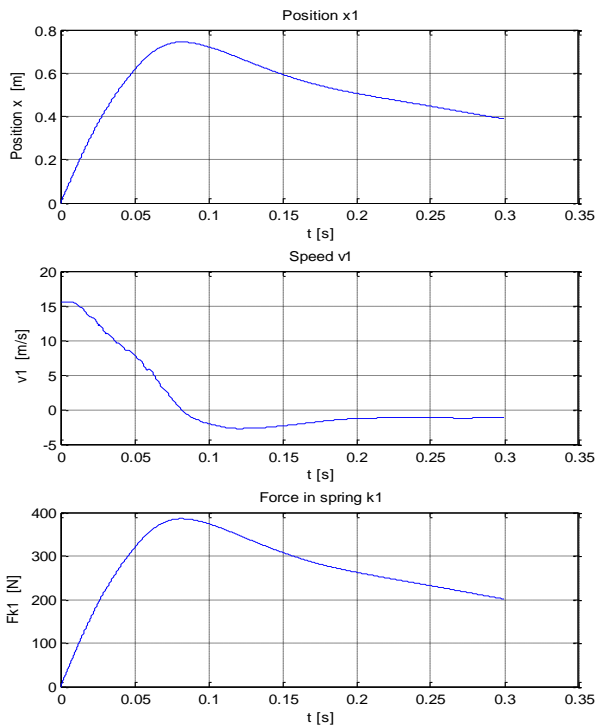 Position x1
0.8
0.6
0.4
0.2
0
Position x [m]
0 0.05 0.1 0.15 0.2 0.25 0.3 0.35
t [s]
Speed v1
20
15
10
5
0
-5
v1 [m/s]
0 0.05 0.1 0.15 0.2 0.25 0.3 0.35
t [s]
Force in spring k1
400
300
200
100
0
Fk1 [N]
0 0.05 0.1 0.15 0.2 0.25 0.3 0.35
t [s]